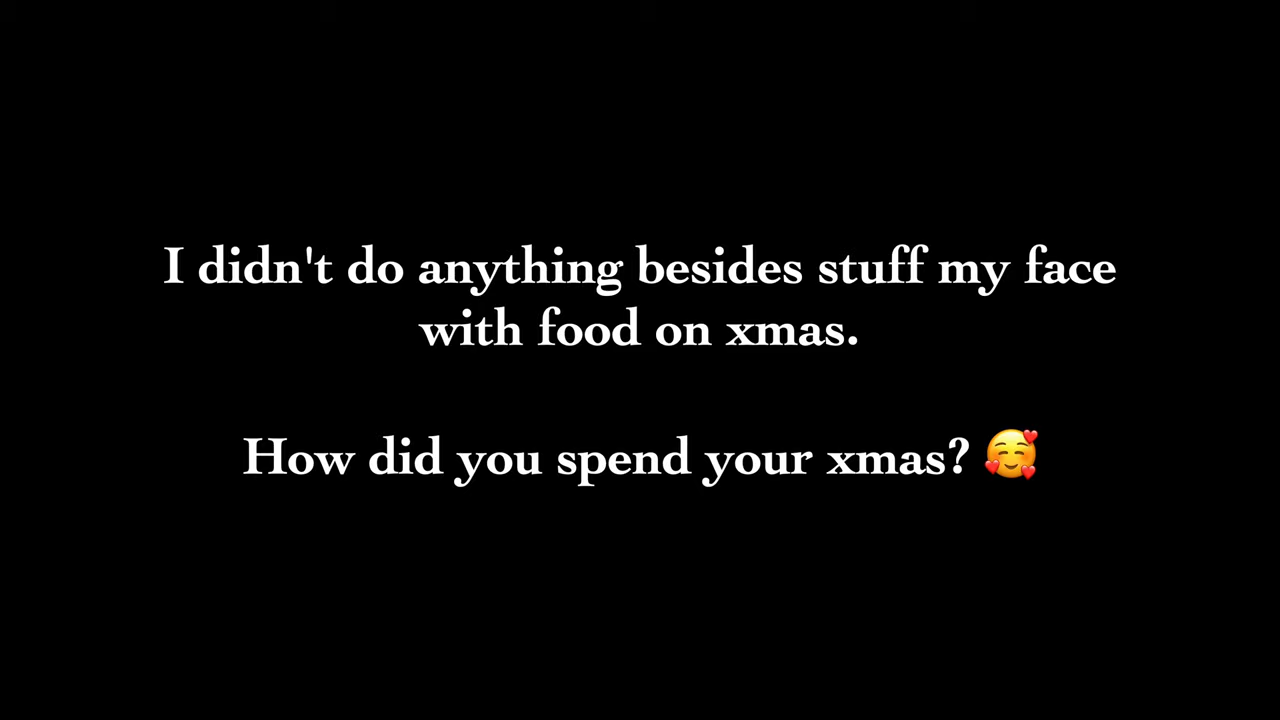 I didn't do anything besides stuff my face
with food on xmas.
How did you spend your xmas? 🥰